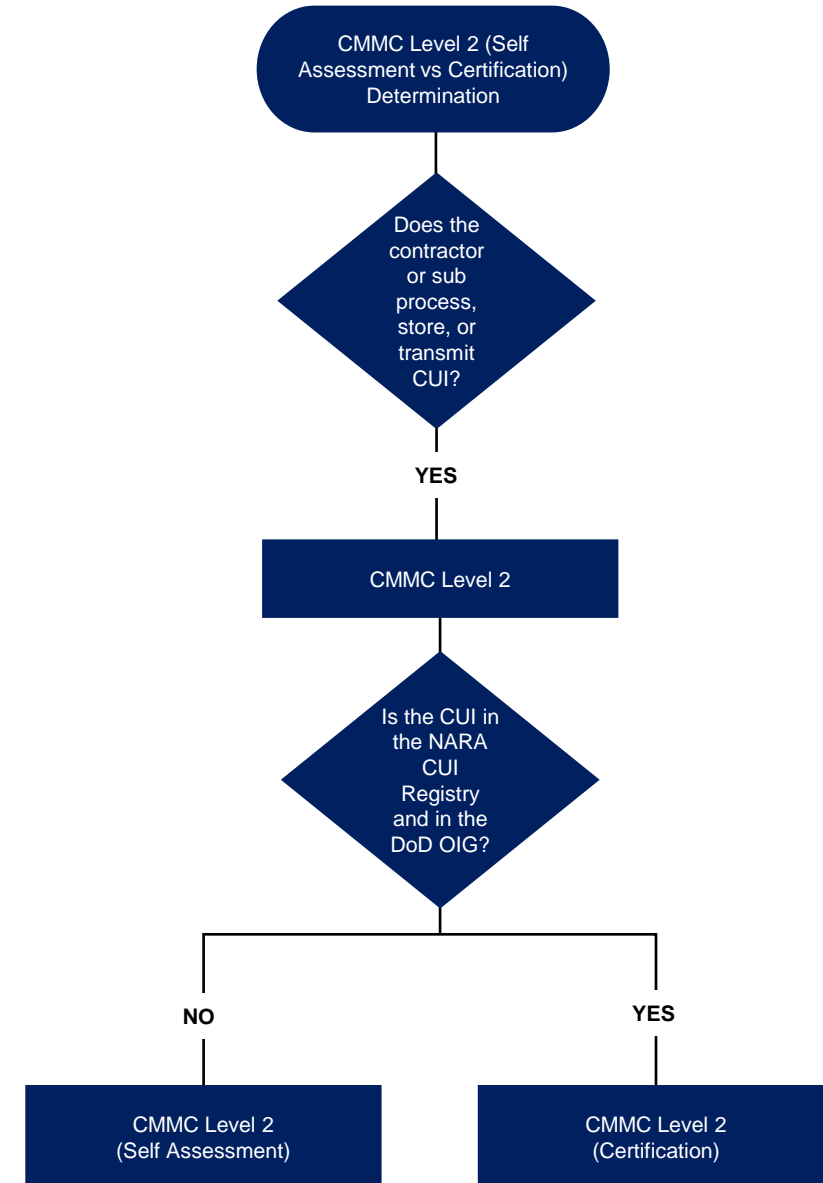 CMMC Level 2 (Self
Assessment vs Certification)
Determination
Does the
contractor
or sub
process,
store, or
transmit
CUI?
YES
CMMC Level 2
Is the CUI in
the NARA
CUI
Registry
and in the
DoD OIG?
NO
YES
CMMC Level 2
(Self Assessment)
CMMC Level 2
(Certification)